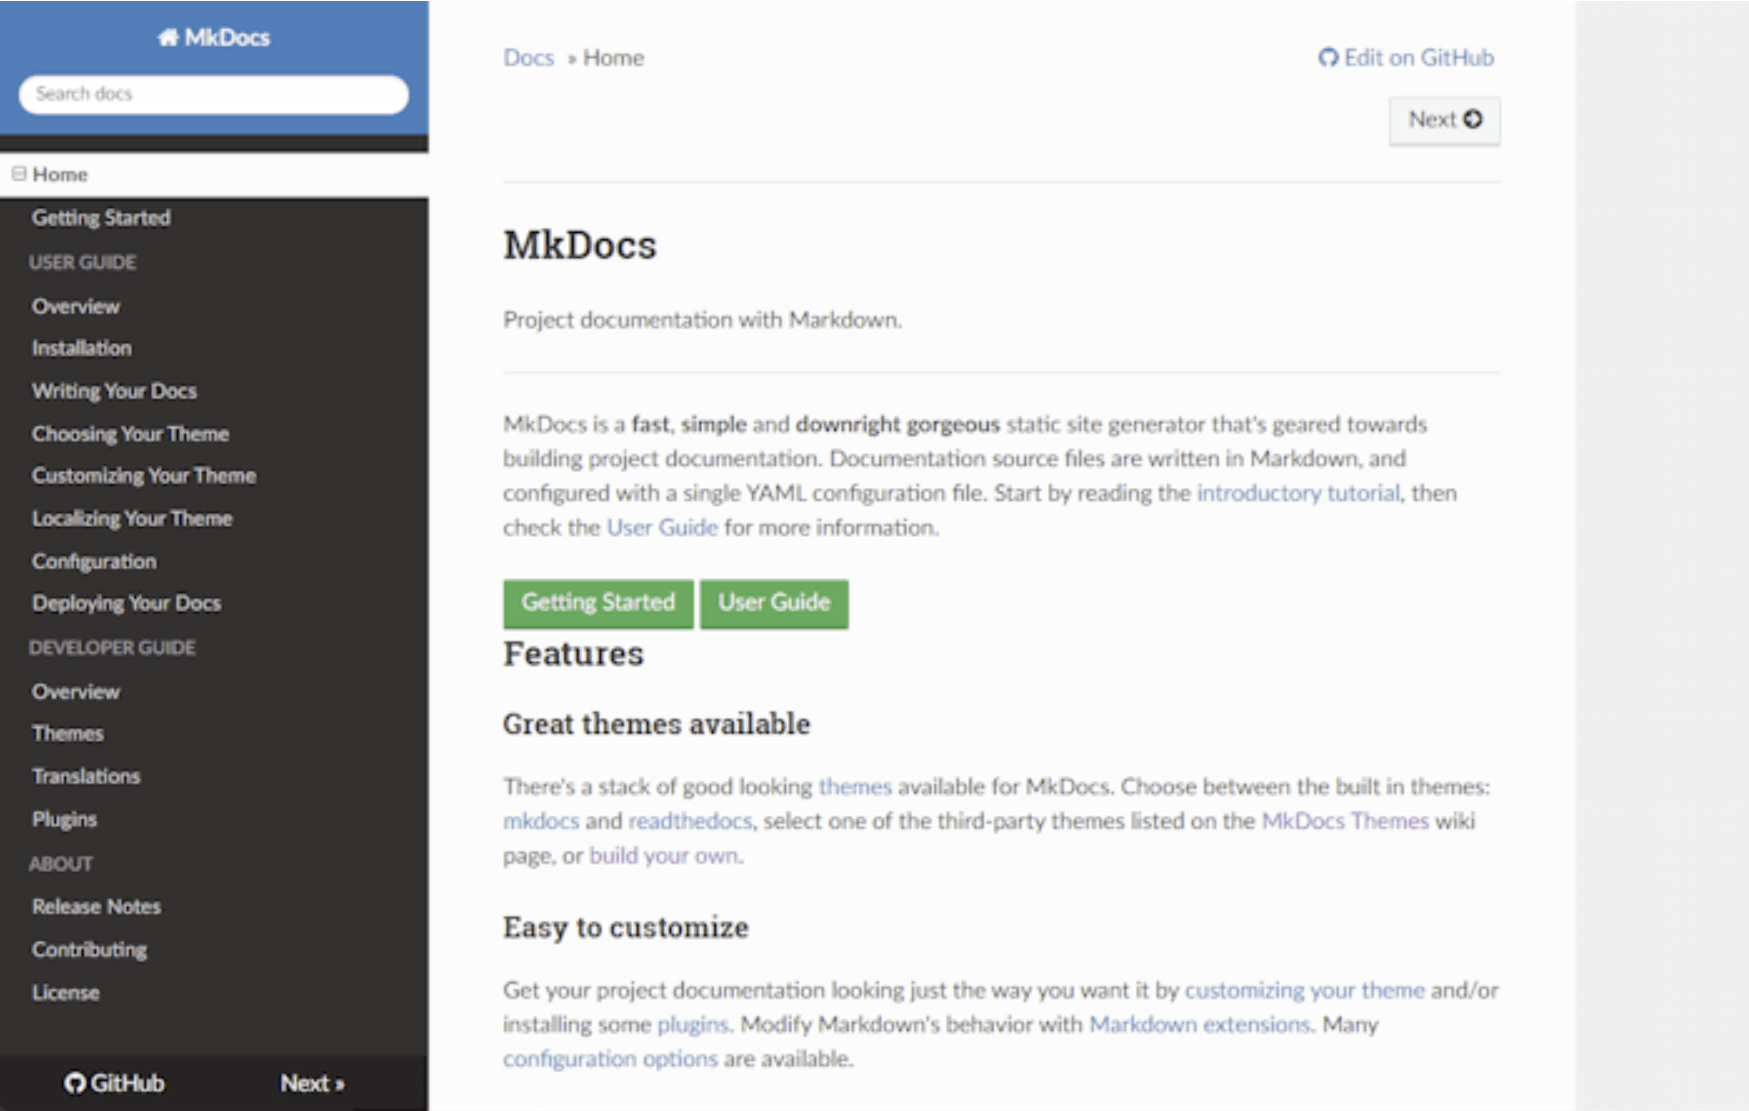 MkDocs
Search docs
Home
Getting Started
USER GUIDE
Overview
Installation
Writing Your Docs
Choosing Your Theme
Customizing Your Theme
Localizing Your Theme
Configuration
Deploying Your Docs
DEVELOPER GUIDE
Overview
Themes
Translations
Plugins
ABOUT
Release Notes
Contributing
License
GitHub
Next »
Docs » Home
Edit on GitHub
Next
MkDocs
Project documentation with Markdown.
MkDocs is a fast, simple and downright gorgeous static site generator that's geared towards
building project documentation. Documentation source files are written in Markdown, and
configured with a single YAML configuration file. Start by reading the introductory tutorial, then
check the User Guide for more information.
Getting Started
User Guide
Features
Great themes available
There's a stack of good looking themes available for MkDocs. Choose between the built in themes:
mkdocs and readthedocs, select one of the third-party themes listed on the MkDocs Themes wiki
page, or build your own.
Easy to customize
Get your project documentation looking just the way you want it by customizing your theme and/or
installing some plugins. Modify Markdown's behavior with Markdown extensions. Many
configuration options are available.